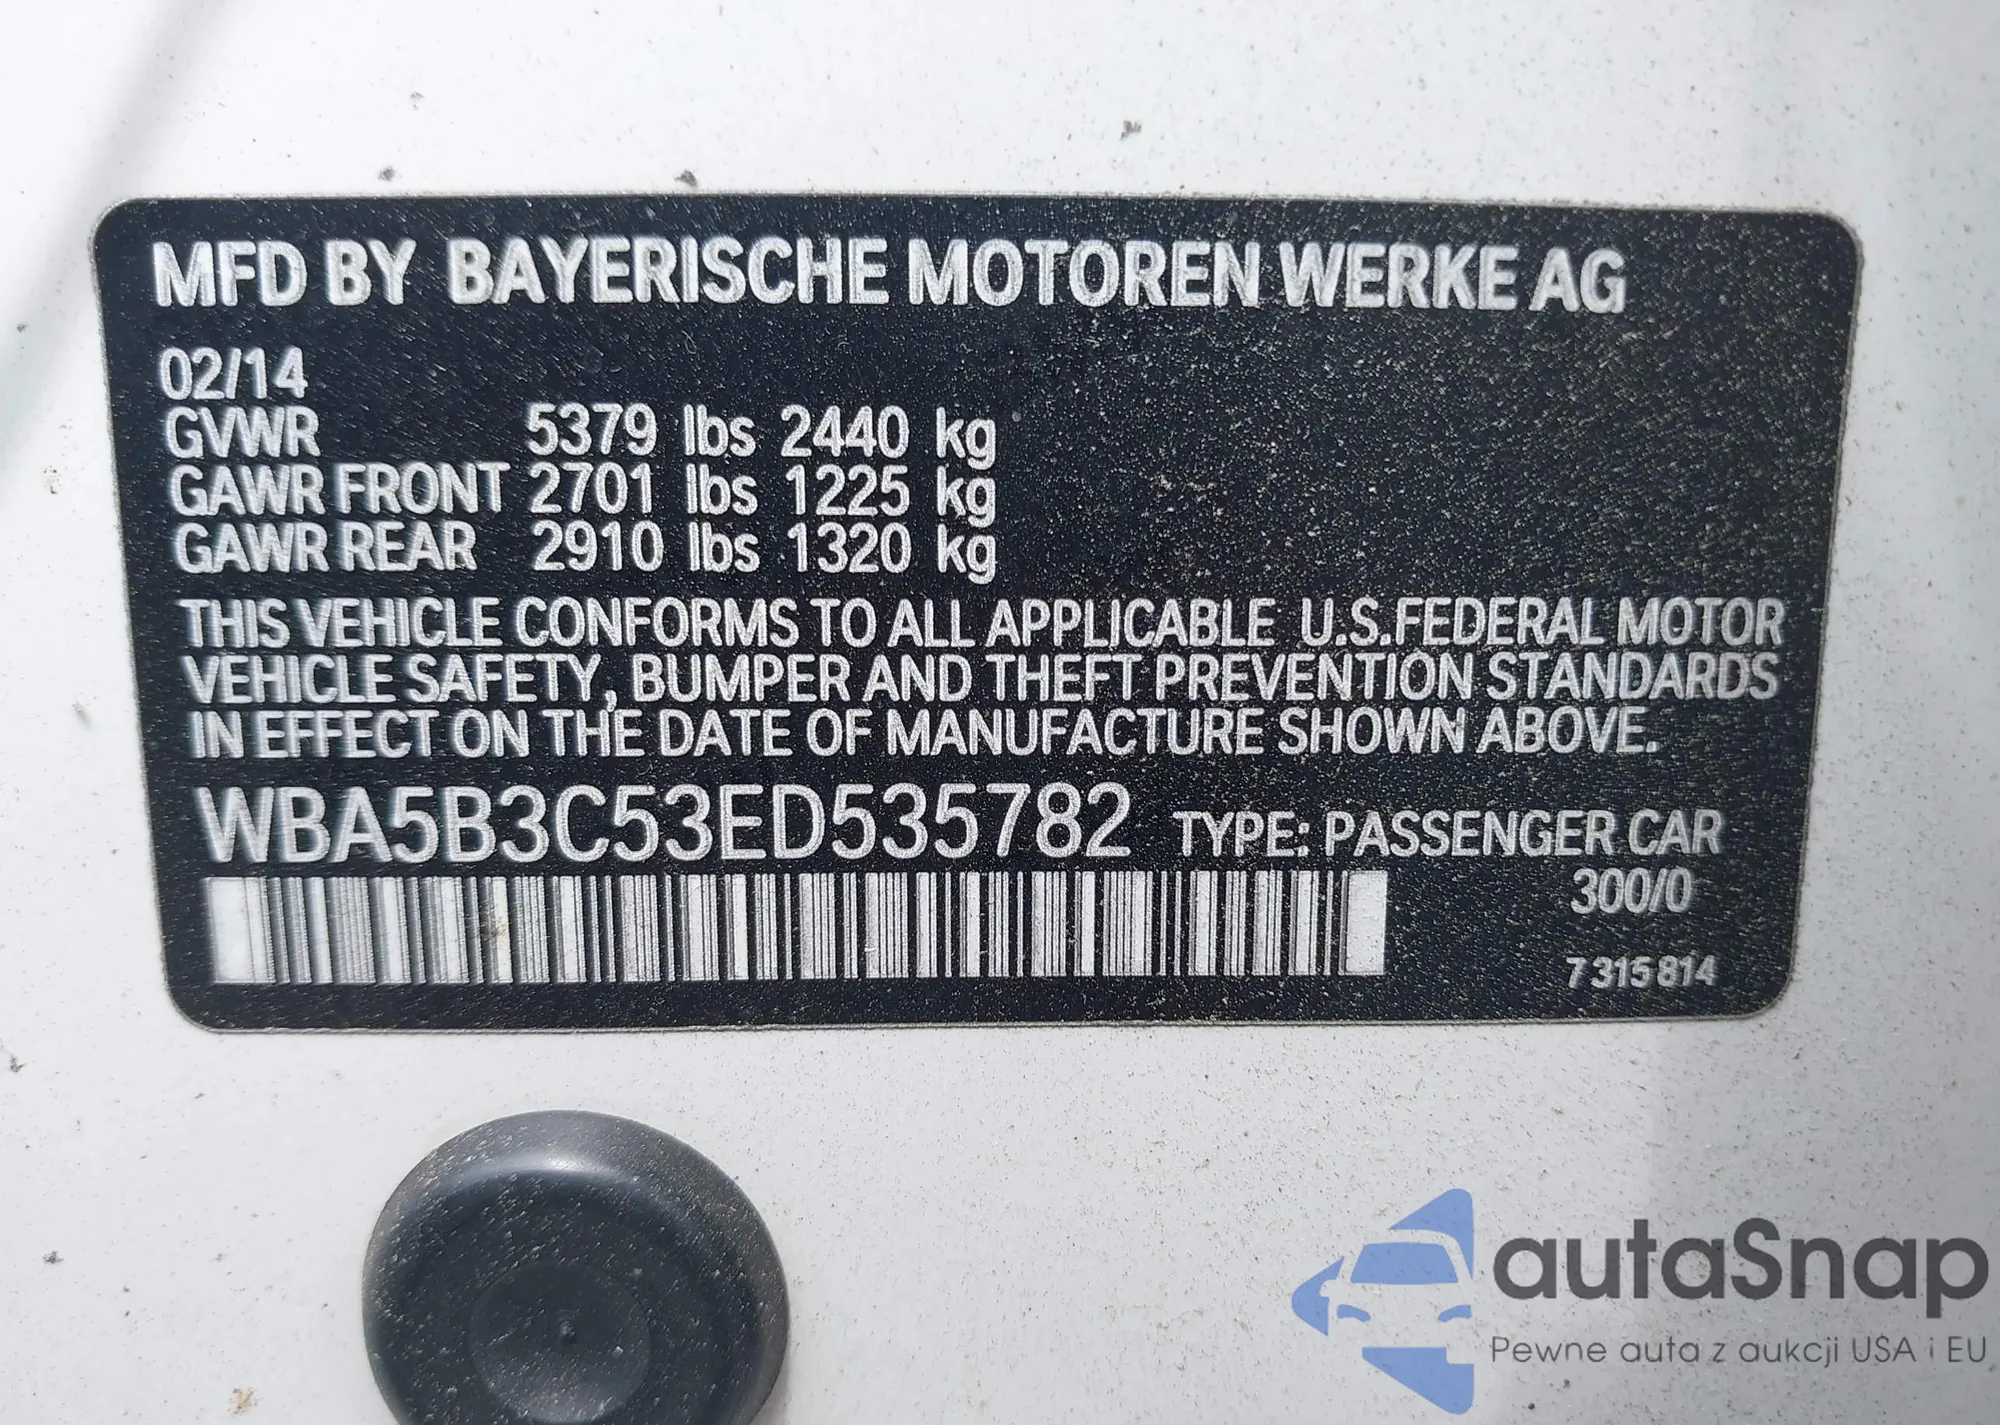 MFD BY BAYERISCHE MOTOREN WERKE AG
02/14
GVWR 5379 lbs 2440 kg
GAWR FRONT 2701 lbs 1225 kg
GAWR REAR 2910 lbs 1320 kg
THIS VEHICLE CONFORMS TO ALL APPLICABLE U.S.FEDERAL MOTOR
VEHICLE SAFETY, BUMPER AND THEFT PREVENTION STANDARDS
IN EFFECT ON THE DATE OF MANUFACTURE SHOWN ABOVE.
WBA5B3C53ED535782 TYPE: PASSENGER CAR
300/0
7 315 814
autaSnap
Pewne auta z aukcji USA i EU